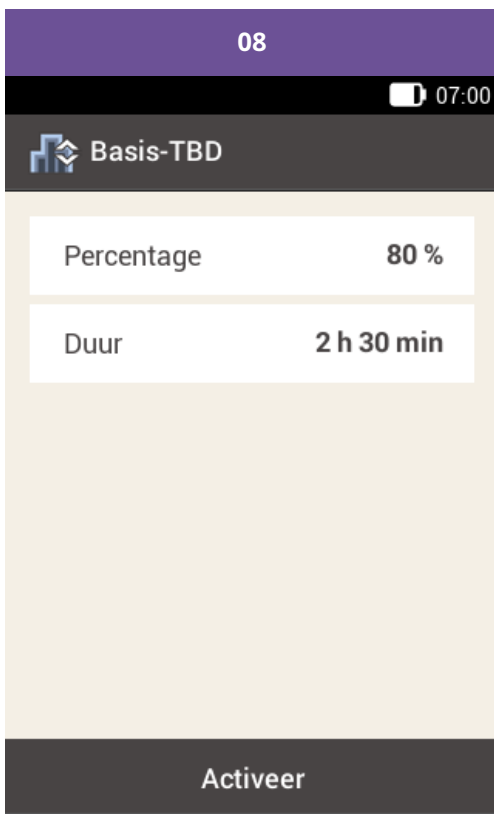 08
07:00
Basis-TBD
Percentage 80 %
Duur 2 h 30 min
Activeer